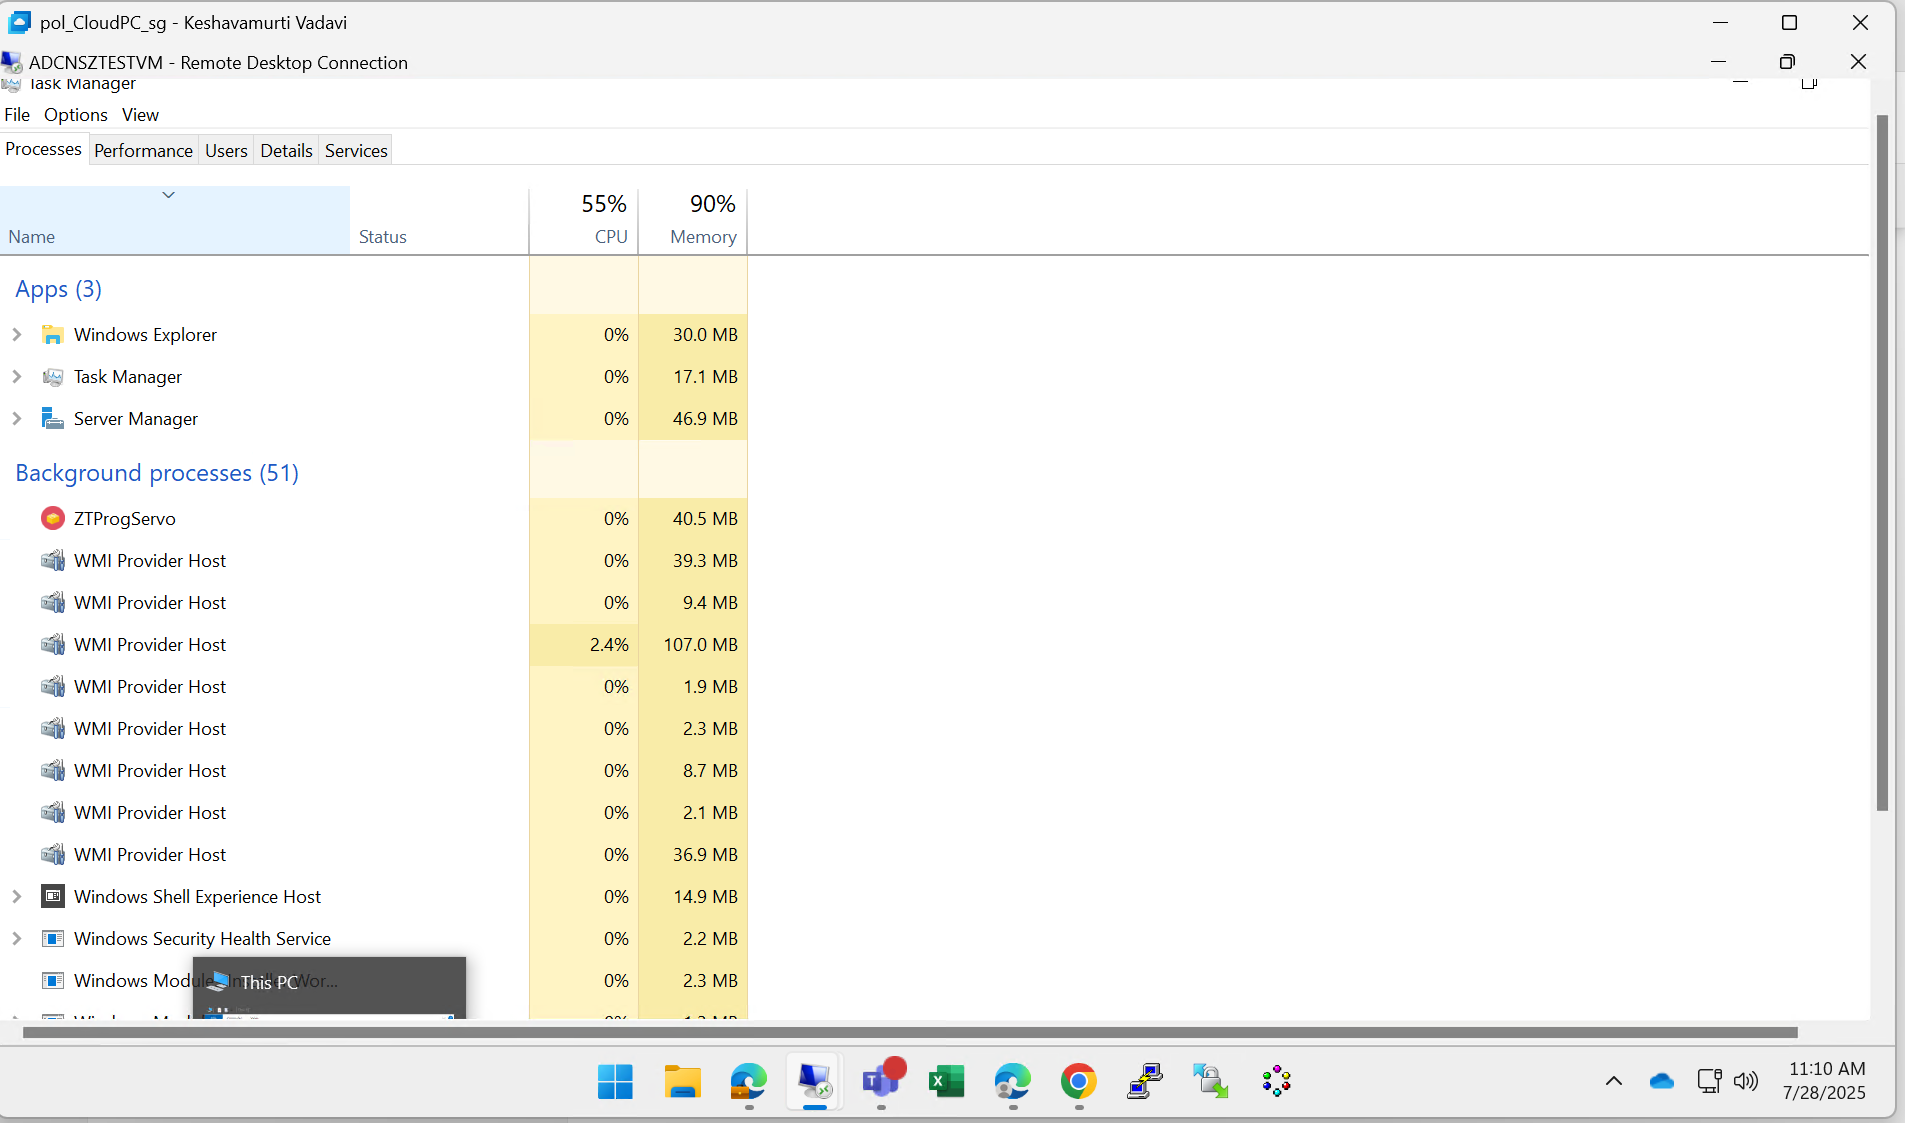 pol_CloudPC_sg - Keshavamurti Vadavi
ADCNSZTESTVM - Remote Desktop Connection
Task Manager
File Options View
Processes Performance Users Details Services
55% 90%
Name Status CPU Memory
Apps (3)
Windows Explorer 0% 30.0 MB
Task Manager 0% 17.1 MB
Server Manager 0% 46.9 MB
Background processes (51)
ZTProgServo 0% 40.5 MB
WMI Provider Host 0% 39.3 MB
WMI Provider Host 0% 9.4 MB
WMI Provider Host 2.4% 107.0 MB
WMI Provider Host 0% 1.9 MB
WMI Provider Host 0% 2.3 MB
WMI Provider Host 0% 8.7 MB
WMI Provider Host 0% 2.1 MB
WMI Provider Host 0% 36.9 MB
Windows Shell Experience Host 0% 14.9 MB
Windows Security Health Service 0% 2.2 MB
Windows 0% 2.3 MB
This PC
11:10 AM
7/28/2025